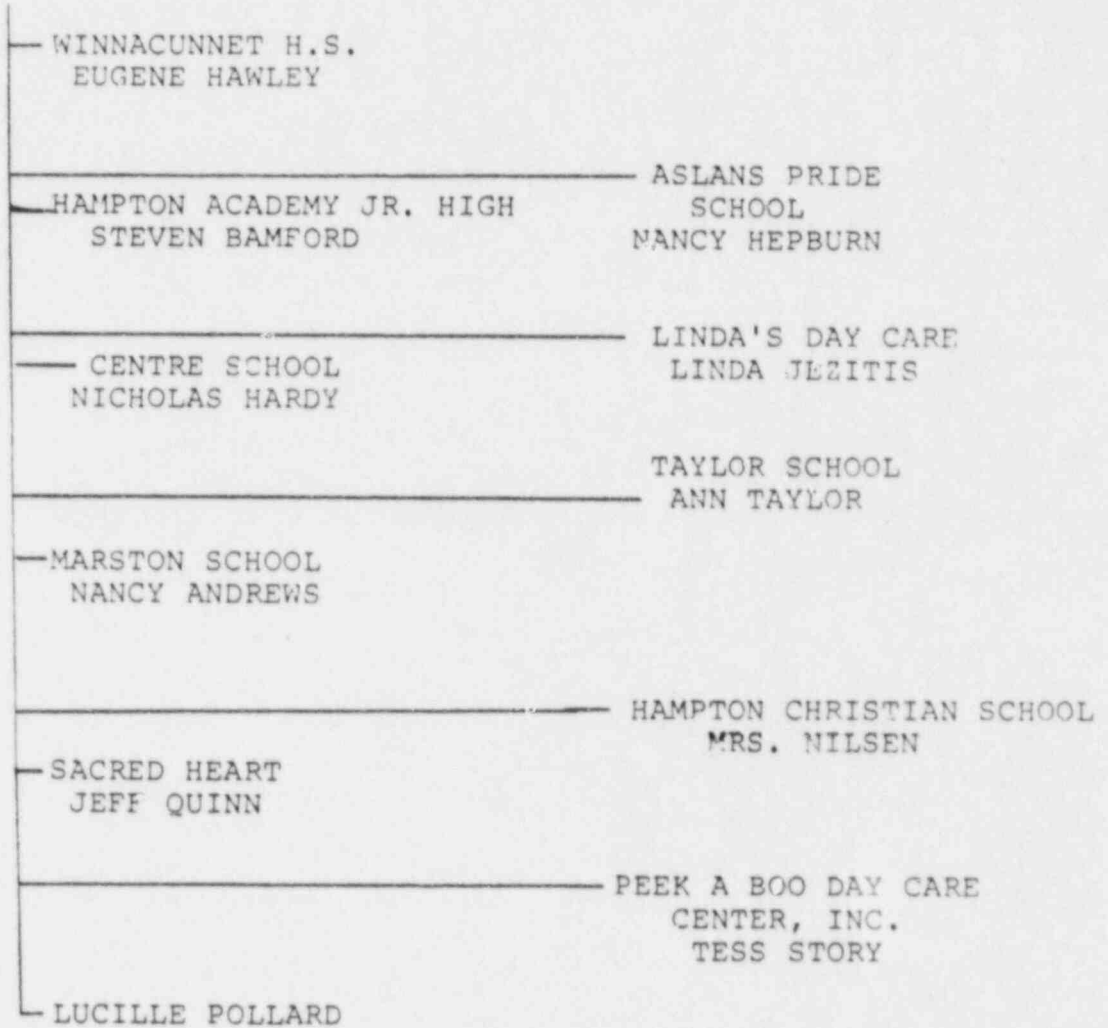 WINNACUNNET H.S.
EUGENE HAWLEY
ASLANS PRIDE
SCHOOL
NANCY HEPBURN
HAMPTON ACADEMY JR. HIGH
STEVEN BAMFORD
LINDA'S DAY CARE
LINDA JEZITIS
CENTRE SCHOOL
NICHOLAS HARDY
TAYLOR SCHOOL
ANN TAYLOR
MARSTON SCHOOL
NANCY ANDREWS
HAMPTON CHRISTIAN SCHOOL
MRS. NILSEN
SACRED HEART
JEFF QUINN
PEEK A BOO DAY CARE
CENTER, INC.
TESS STORY
LUCILLE POLLARD